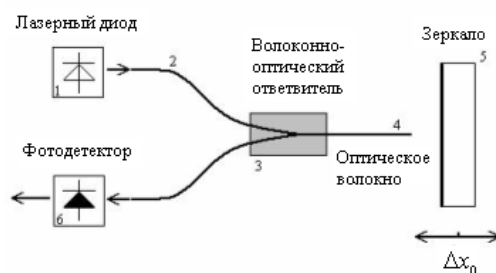 Лазерный диод
1
2
Волоконно-
оптический
ответвитель
3
Зеркало
5
4
Оптическое
волокно
Фотодетектор
6
Δx₀